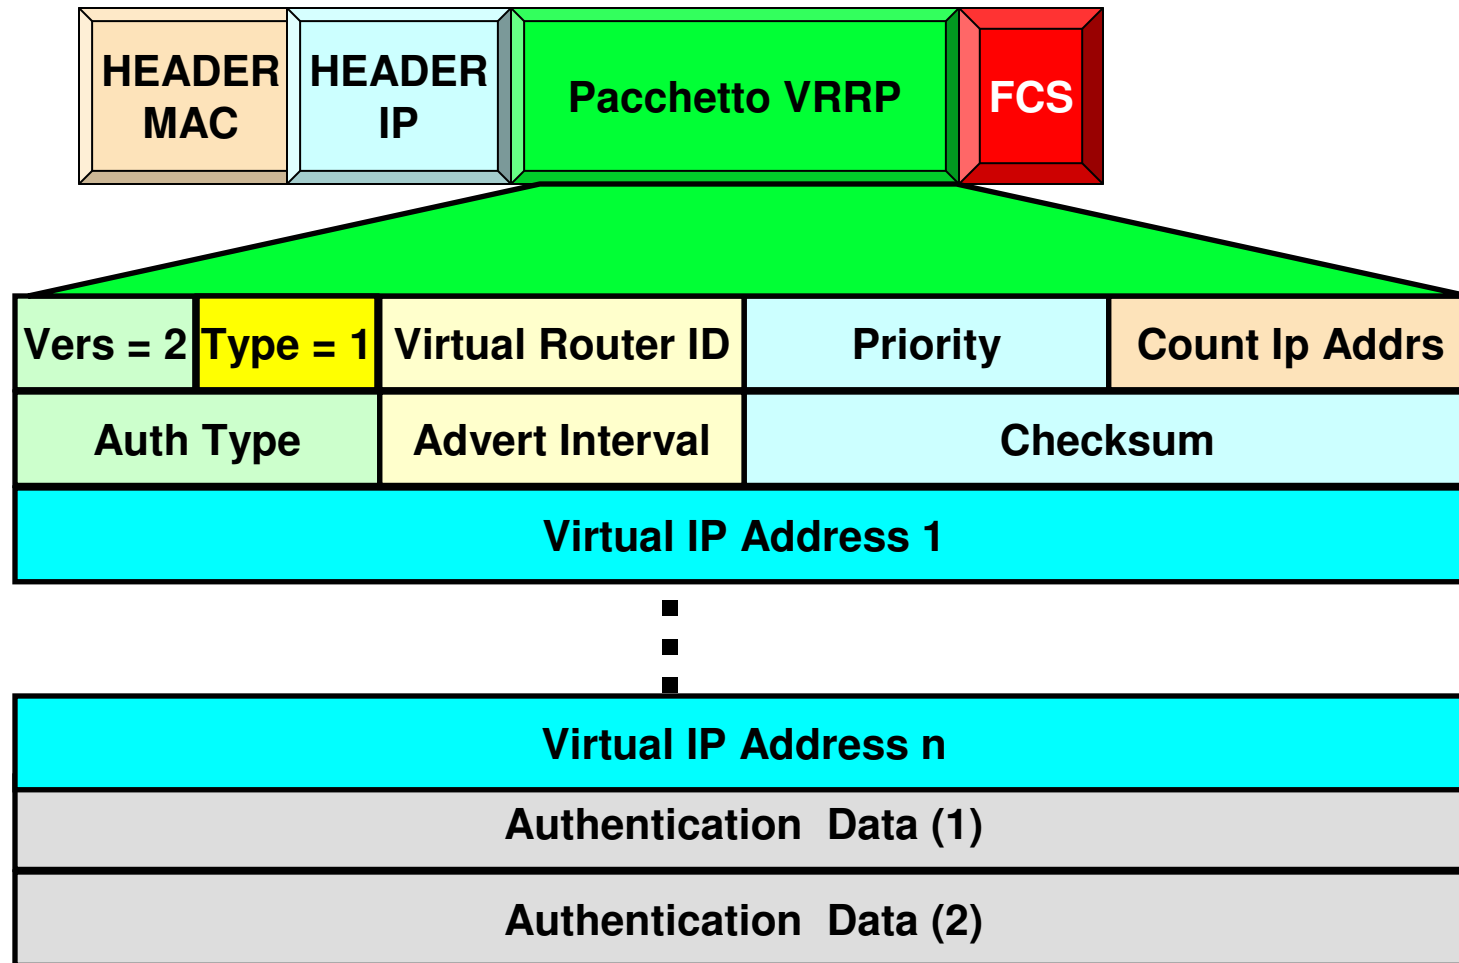 HEADER
MAC
HEADER
IP
Pacchetto VRRP
FCS
Vers = 2
Type = 1
Virtual Router ID
Priority
Count Ip Addrs
Auth Type
Advert Interval
Checksum
Virtual IP Address 1
Virtual IP Address n
Authentication Data (1)
Authentication Data (2)